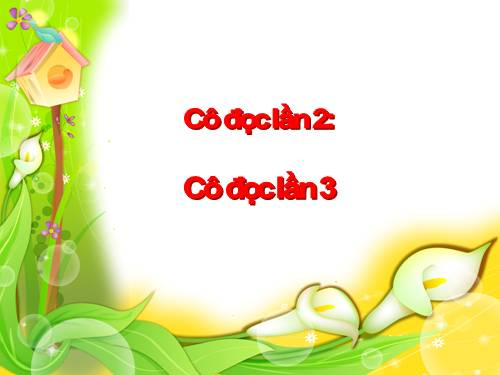 Cô đọc lần 2:
Cô đọc lần 3